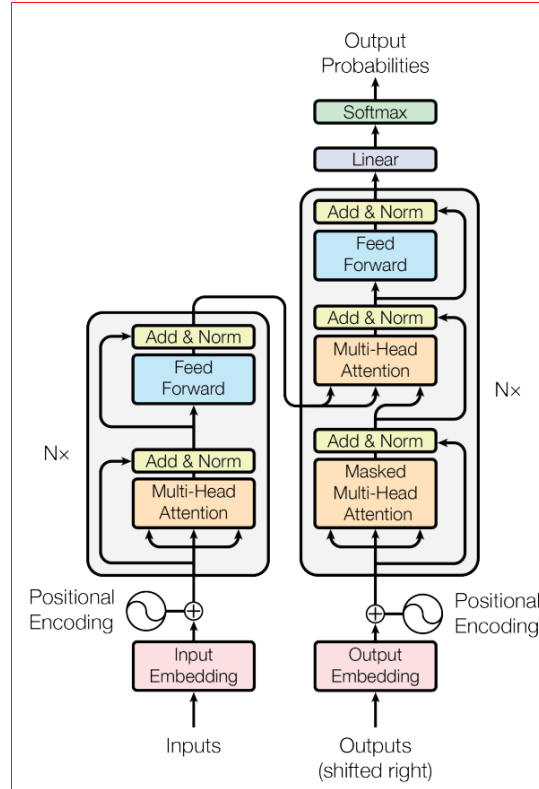 Output
Probabilities
Softmax
Linear
Add & Norm
Feed
Forward
Add & Norm
Multi-Head
Attention
Add & Norm
Masked
Multi-Head
Attention
N×
Add & Norm
Feed
Forward
Add & Norm
Multi-Head
Attention
N×
Positional
Encoding
Positional
Encoding
Input
Embedding
Output
Embedding
Inputs
Outputs
(shifted right)